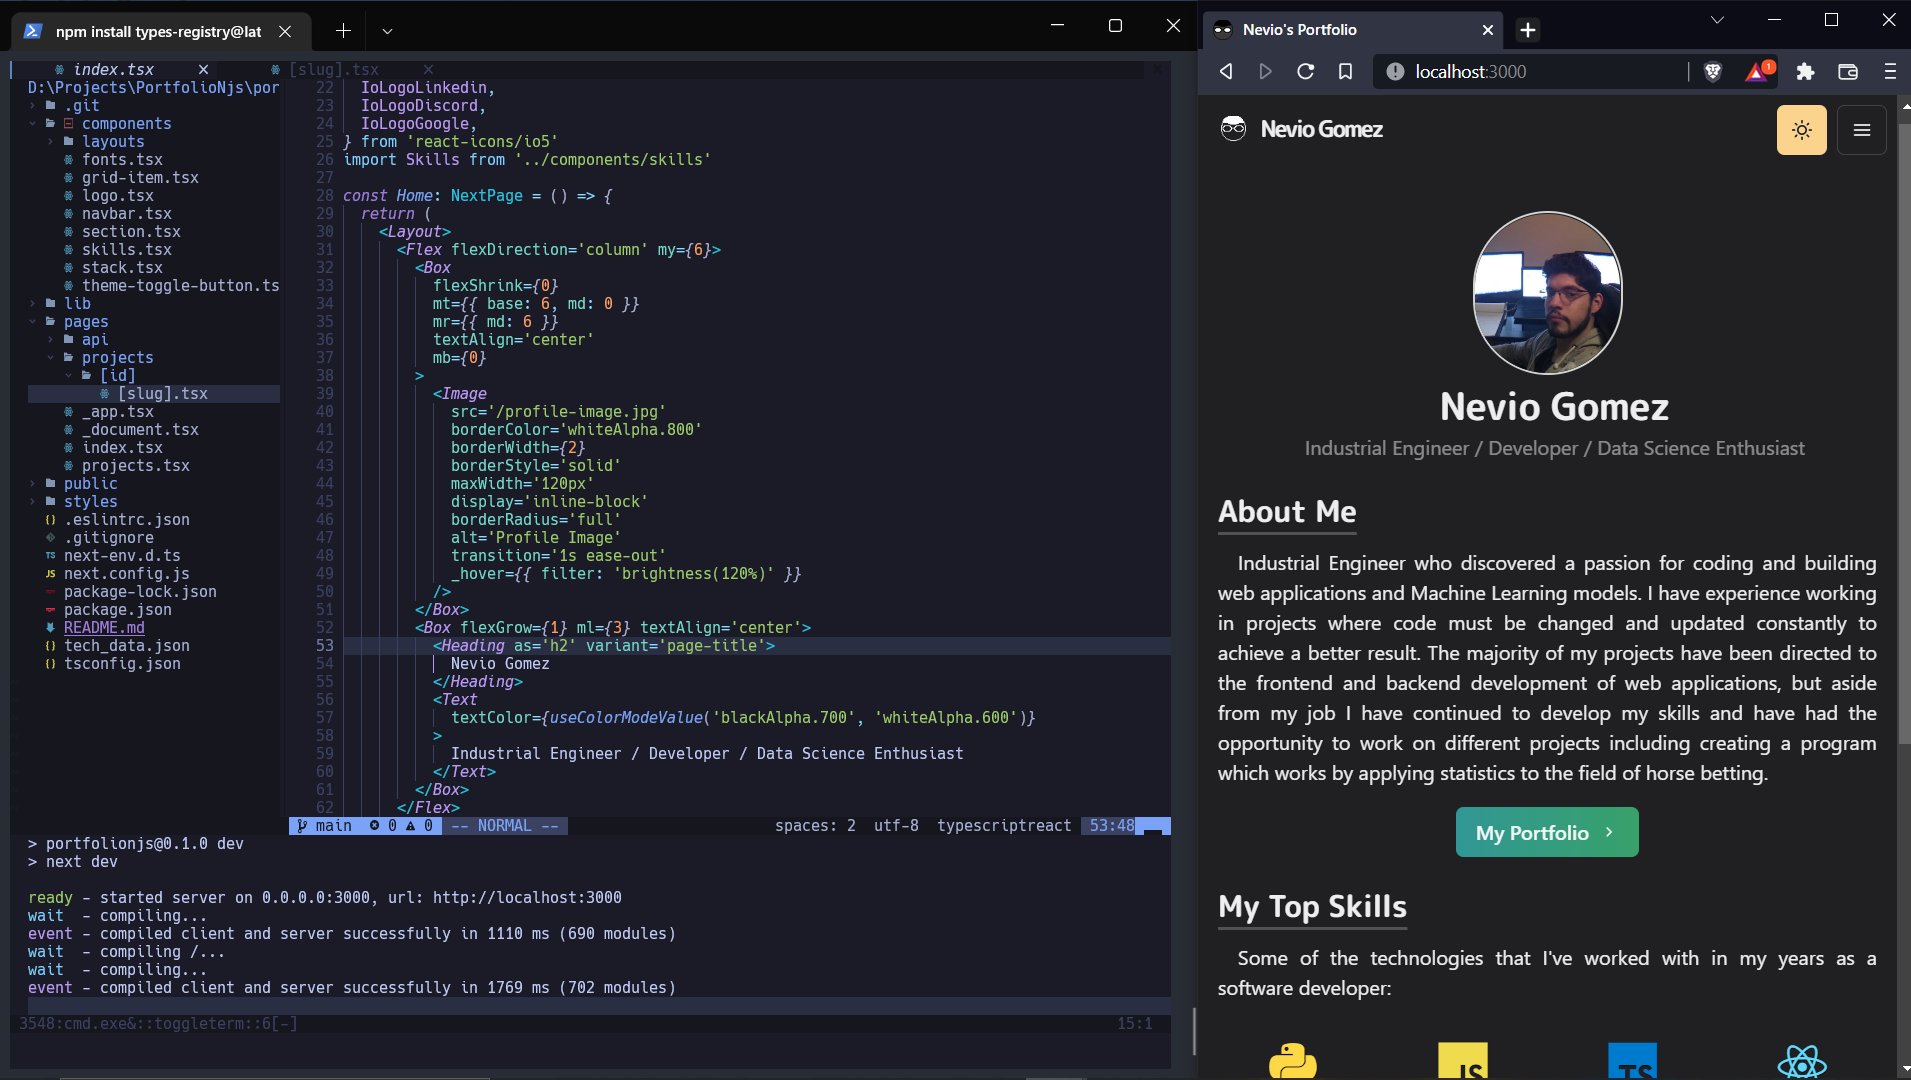 npm install types-registry@lat
index.tsx
[slug].tsx
D:\Projects\PortfolioNjs\por
.git
components
layouts
fonts.tsx
grid-item.tsx
logo.tsx
navbar.tsx
section.tsx
skills.tsx
stack.tsx
theme-toggle-button.ts
lib
pages
api
projects
[id]
[slug].tsx
_app.tsx
_document.tsx
index.tsx
projects.tsx
public
styles
.eslintrc.json
.gitignore
next-env.d.ts
next.config.js
package-lock.json
package.json
README.md
tech_data.json
tsconfig.json
22 IoLogoLinkedin,
23 IoLogoDiscord,
24 IoLogoGoogle,
25 } from 'react-icons/io5'
26 import Skills from '../components/skills'
27
28 const Home: NextPage = () => {
29 return (
30 <Layout>
31 <Flex flexDirection='column' my={6}>
32 <Box
33 flexShrink={0}
34 mt={{ base: 6, md: 0 }}
35 mr={{ md: 6 }}
36 textAlign='center'
37 mb={0}
38 >
39 <Image
40 src='/profile-image.jpg'
41 borderColor='whiteAlpha.800'
42 borderWidth={2}
43 borderStyle='solid'
44 maxWidth='120px'
45 display='inline-block'
46 borderRadius='full'
47 alt='Profile Image'
48 transition='1s ease-out'
49 _hover={{ filter: 'brightness(120%)' }}
50 />
51 </Box>
52 <Box flexGrow={1} ml={3} textAlign='center'>
53 <Heading as='h2' variant='page-title'>
54 Nevio Gomez
55 </Heading>
56 <Text
57 textColor={useColorModeValue('blackAlpha.700', 'whiteAlpha.600')}
58 >
59 Industrial Engineer / Developer / Data Science Enthusiast
60 </Text>
61 </Box>
62 </Flex>
main 0 0 -- NORMAL -- spaces: 2 utf-8 typescriptreact 53:48
> portfolionjs@0.1.0 dev
> next dev
ready - started server on 0.0.0.0:3000, url: http://localhost:3000
wait - compiling...
event - compiled client and server successfully in 1110 ms (690 modules)
wait - compiling /...
wait - compiling...
event - compiled client and server successfully in 1769 ms (702 modules)
3548:cmd.exe&::toggleterm::6[-] 15:1
Nevio's Portfolio
localhost:3000
1
Nevio Gomez
Nevio Gomez
Industrial Engineer / Developer / Data Science Enthusiast
About Me
Industrial Engineer who discovered a passion for coding and building
web applications and Machine Learning models. I have experience working
in projects where code must be changed and updated constantly to
achieve a better result. The majority of my projects have been directed to
the frontend and backend development of web applications, but aside
from my job I have continued to develop my skills and have had the
opportunity to work on different projects including creating a program
which works by applying statistics to the field of horse betting.
My Portfolio
My Top Skills
Some of the technologies that I've worked with in my years as a
software developer:
JS
TS